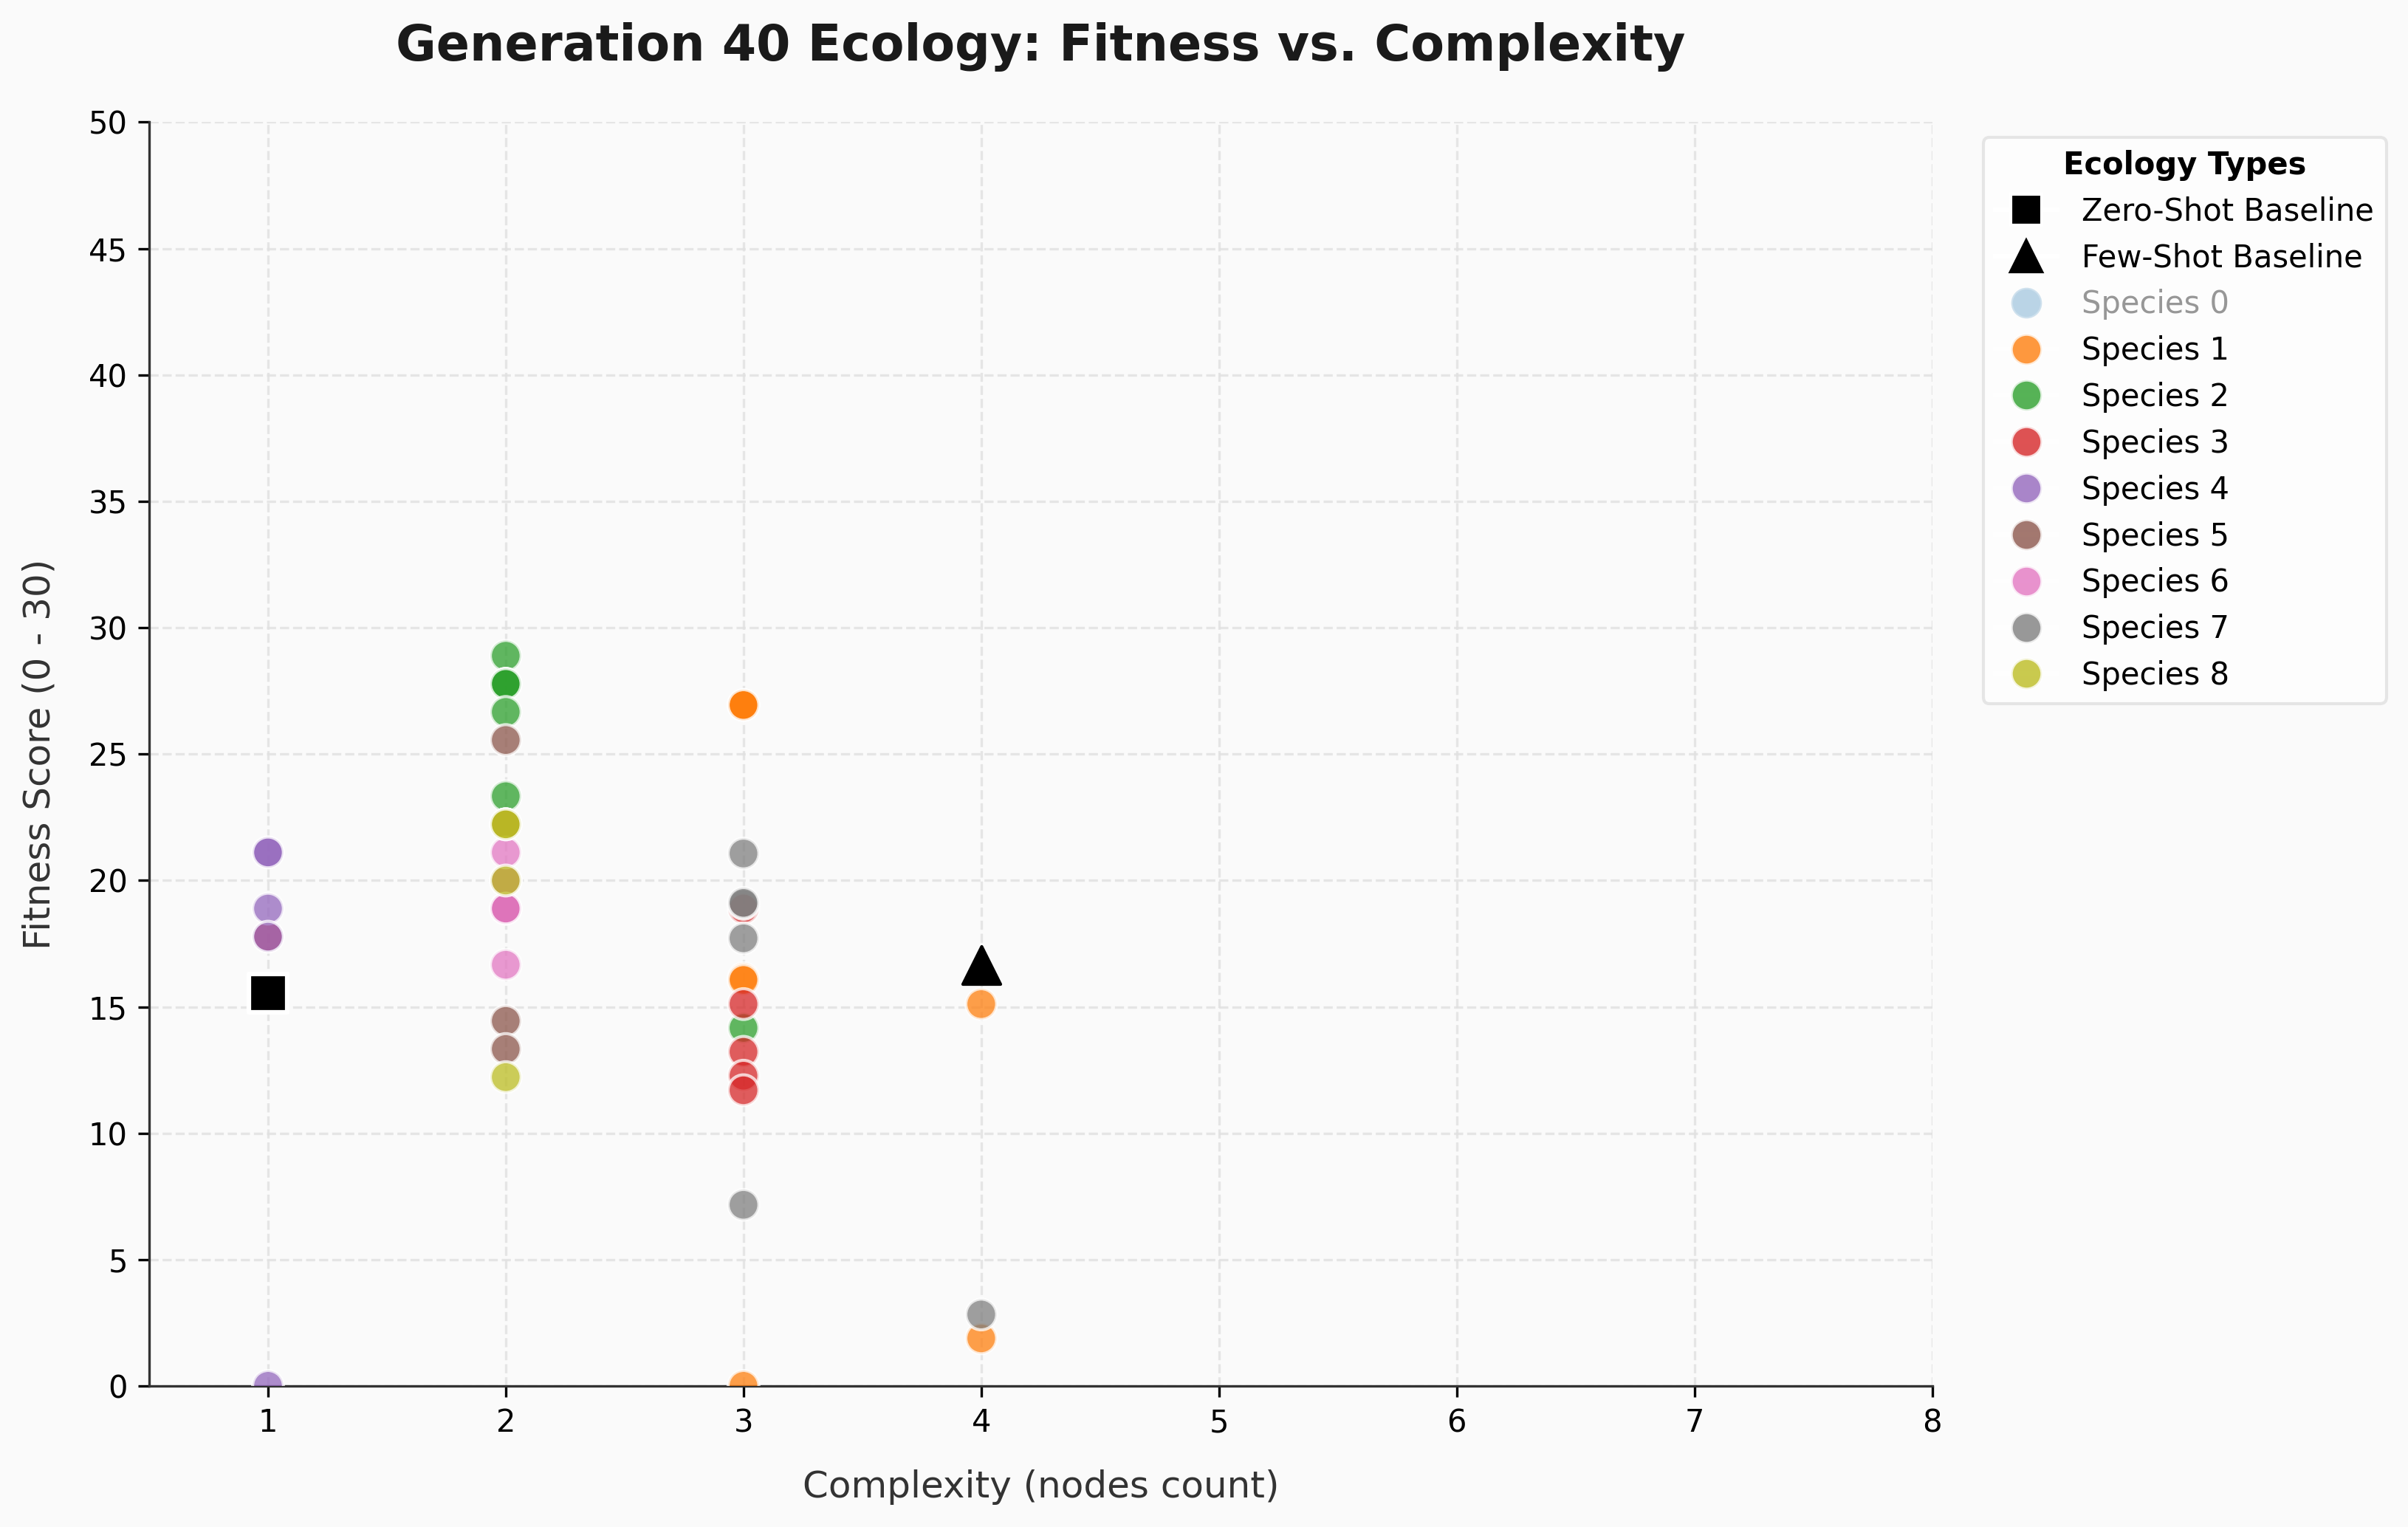 Generation 40 Ecology: Fitness vs. Complexity
50
45
40
35
30
25
20
15
10
5
0
Fitness Score (0 - 30)
1 2 3 4 5 6 7 8
Complexity (nodes count)
Ecology Types
Zero-Shot Baseline
Few-Shot Baseline
Species 0
Species 1
Species 2
Species 3
Species 4
Species 5
Species 6
Species 7
Species 8